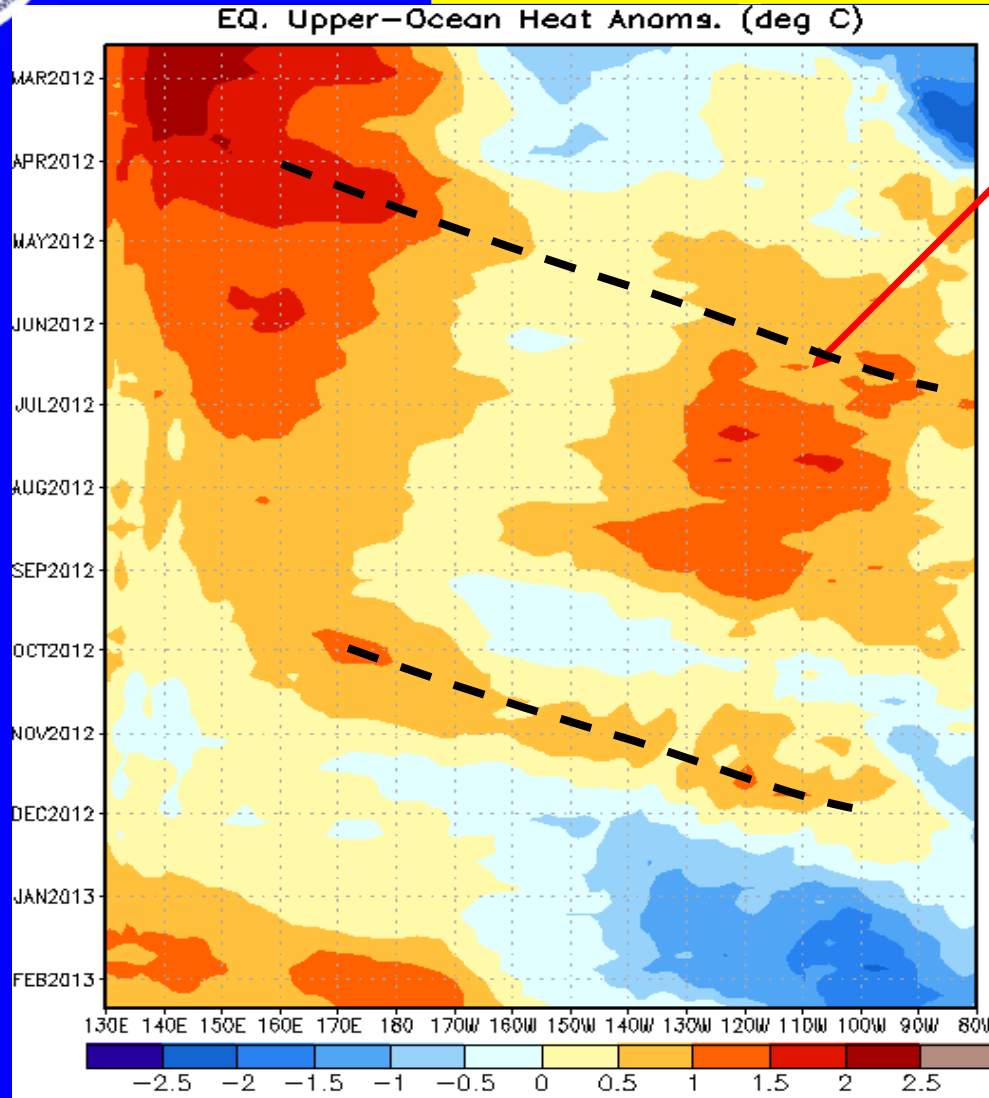 EQ. Upper-Ocean Heat Anoms. (deg C)
MAR2012
APR2012
MAY2012
JUN2012
JUL2012
AUG2012
SEP2012
OCT2012
NOV2012
DEC2012
JAN2013
FEB2013
130E 140E 150E 160E 170E 180 170W 160W 150W 140W 130W 120W 110W 100W 90W 80W
-2.5 -2 -1.5 -1 -0.5 0 0.5 1 1.5 2 2.5